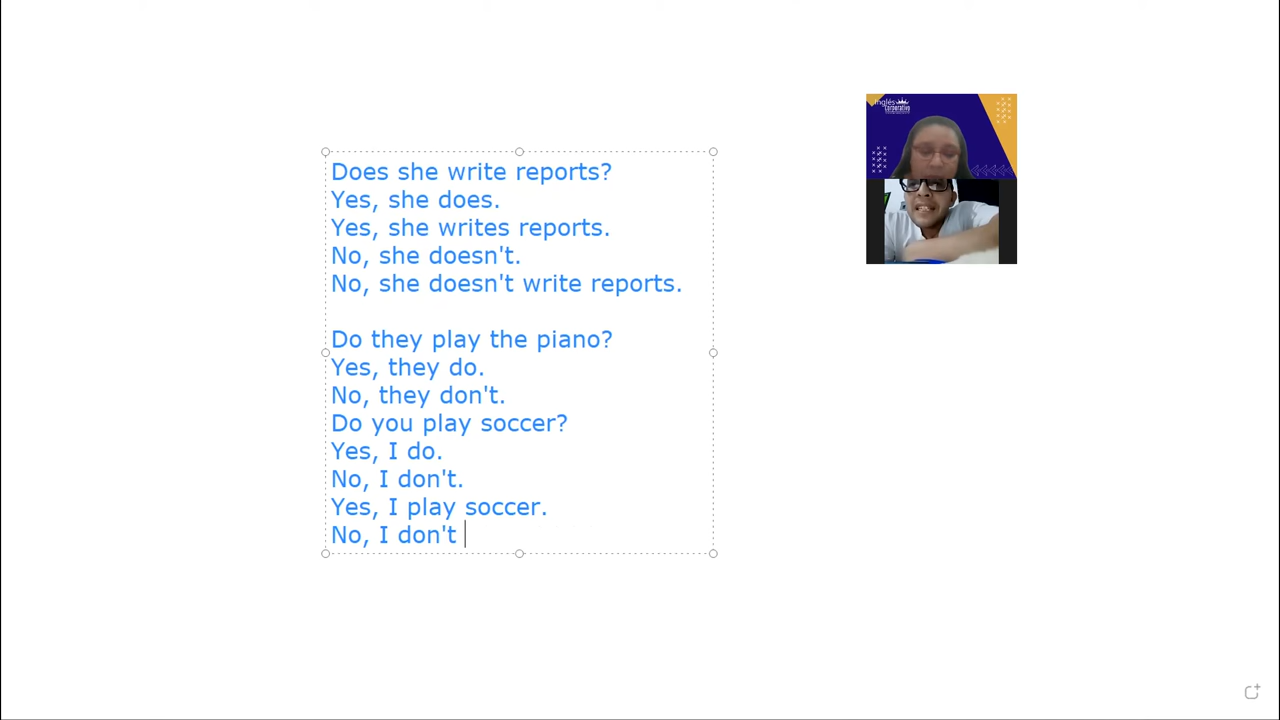 Inglés
Corporativo
Does she write reports?
Yes, she does.
Yes, she writes reports.
No, she doesn't.
No, she doesn't write reports.
Do they play the piano?
Yes, they do.
No, they don't.
Do you play soccer?
Yes, I do.
No, I don't.
Yes, I play soccer.
No, I don't